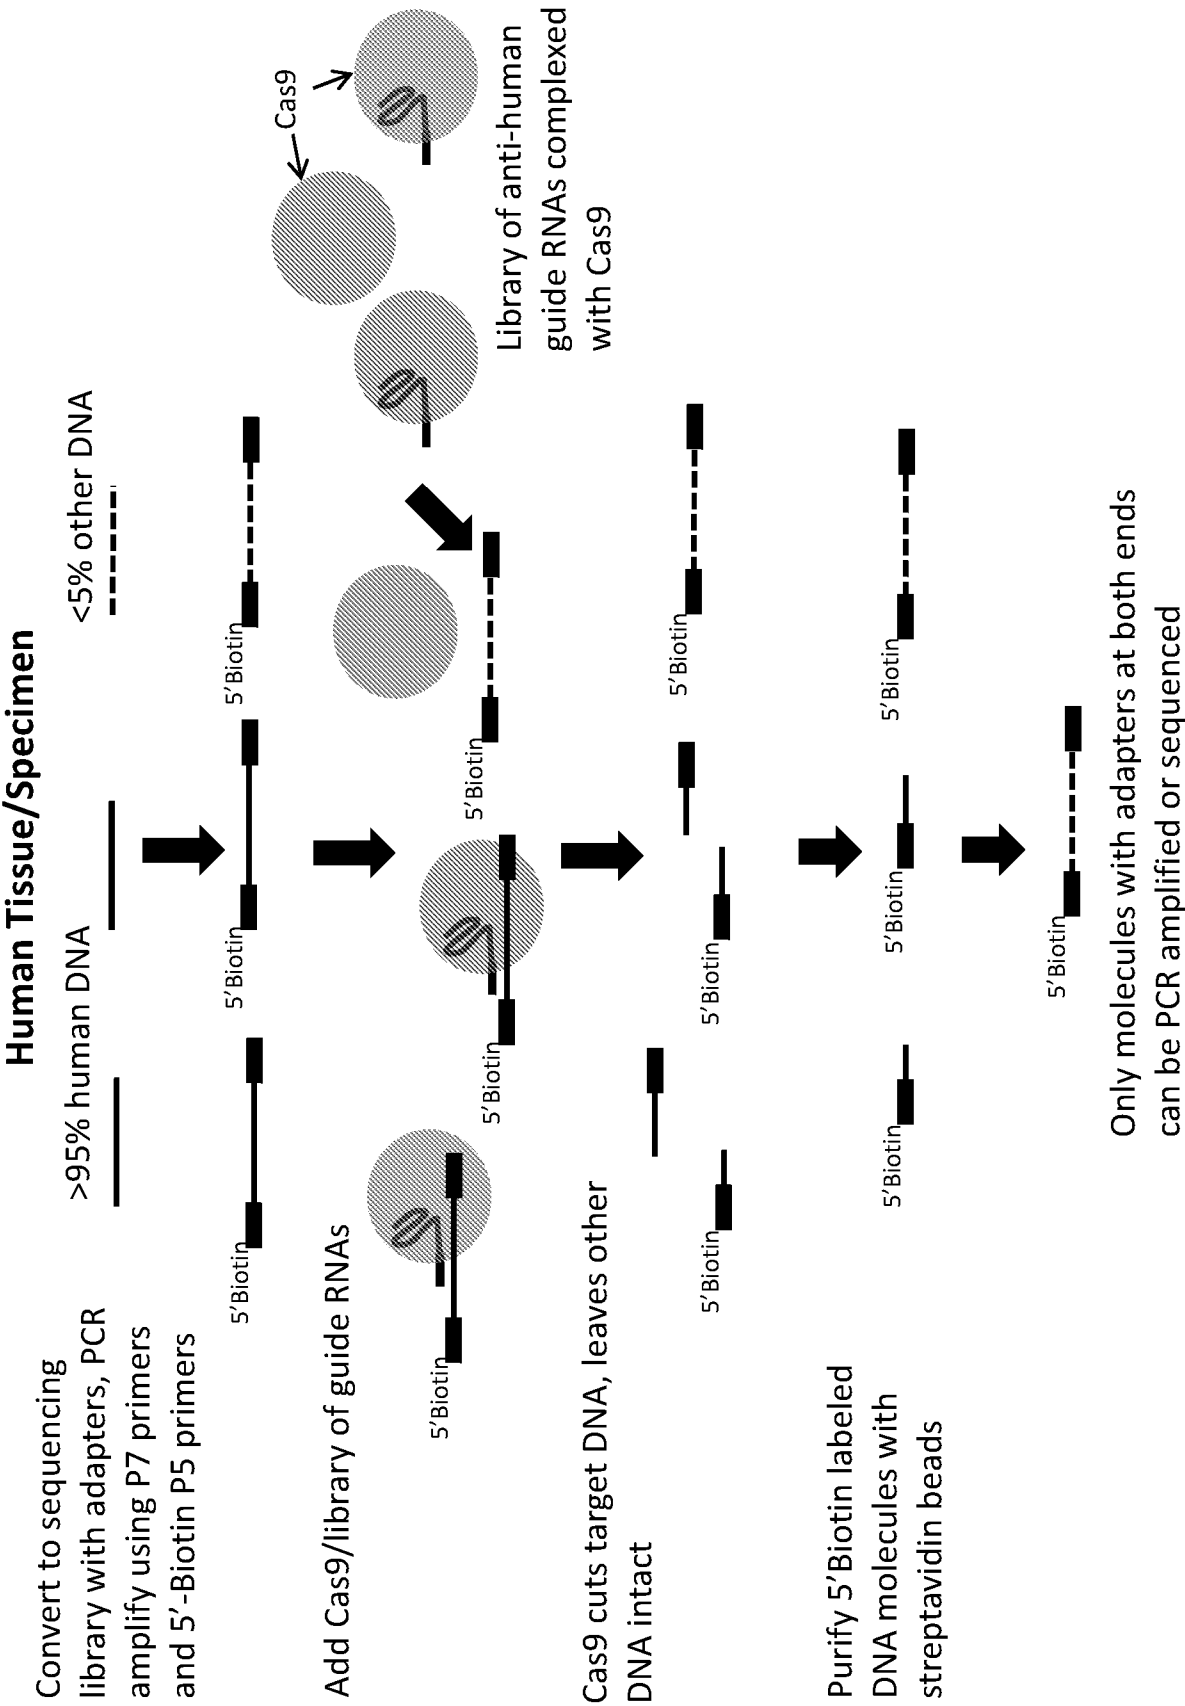 Human Tissue/Specimen
>95% human DNA
<5% other DNA
Convert to sequencing
library with adapters, PCR
amplify using P7 primers
and 5'-Biotin P5 primers
5'Biotin
5'Biotin
5'Biotin
Cas9
Add Cas9/library of guide RNAs
5'Biotin
5'Biotin
5'Biotin
Library of anti-human
guide RNAs complexed
with Cas9
Cas9 cuts target DNA, leaves other
DNA intact
5'Biotin
5'Biotin
5'Biotin
Purify 5'Biotin labeled
DNA molecules with
streptavidin beads
5'Biotin
5'Biotin
5'Biotin
5'Biotin
Only molecules with adapters at both ends
can be PCR amplified or sequenced